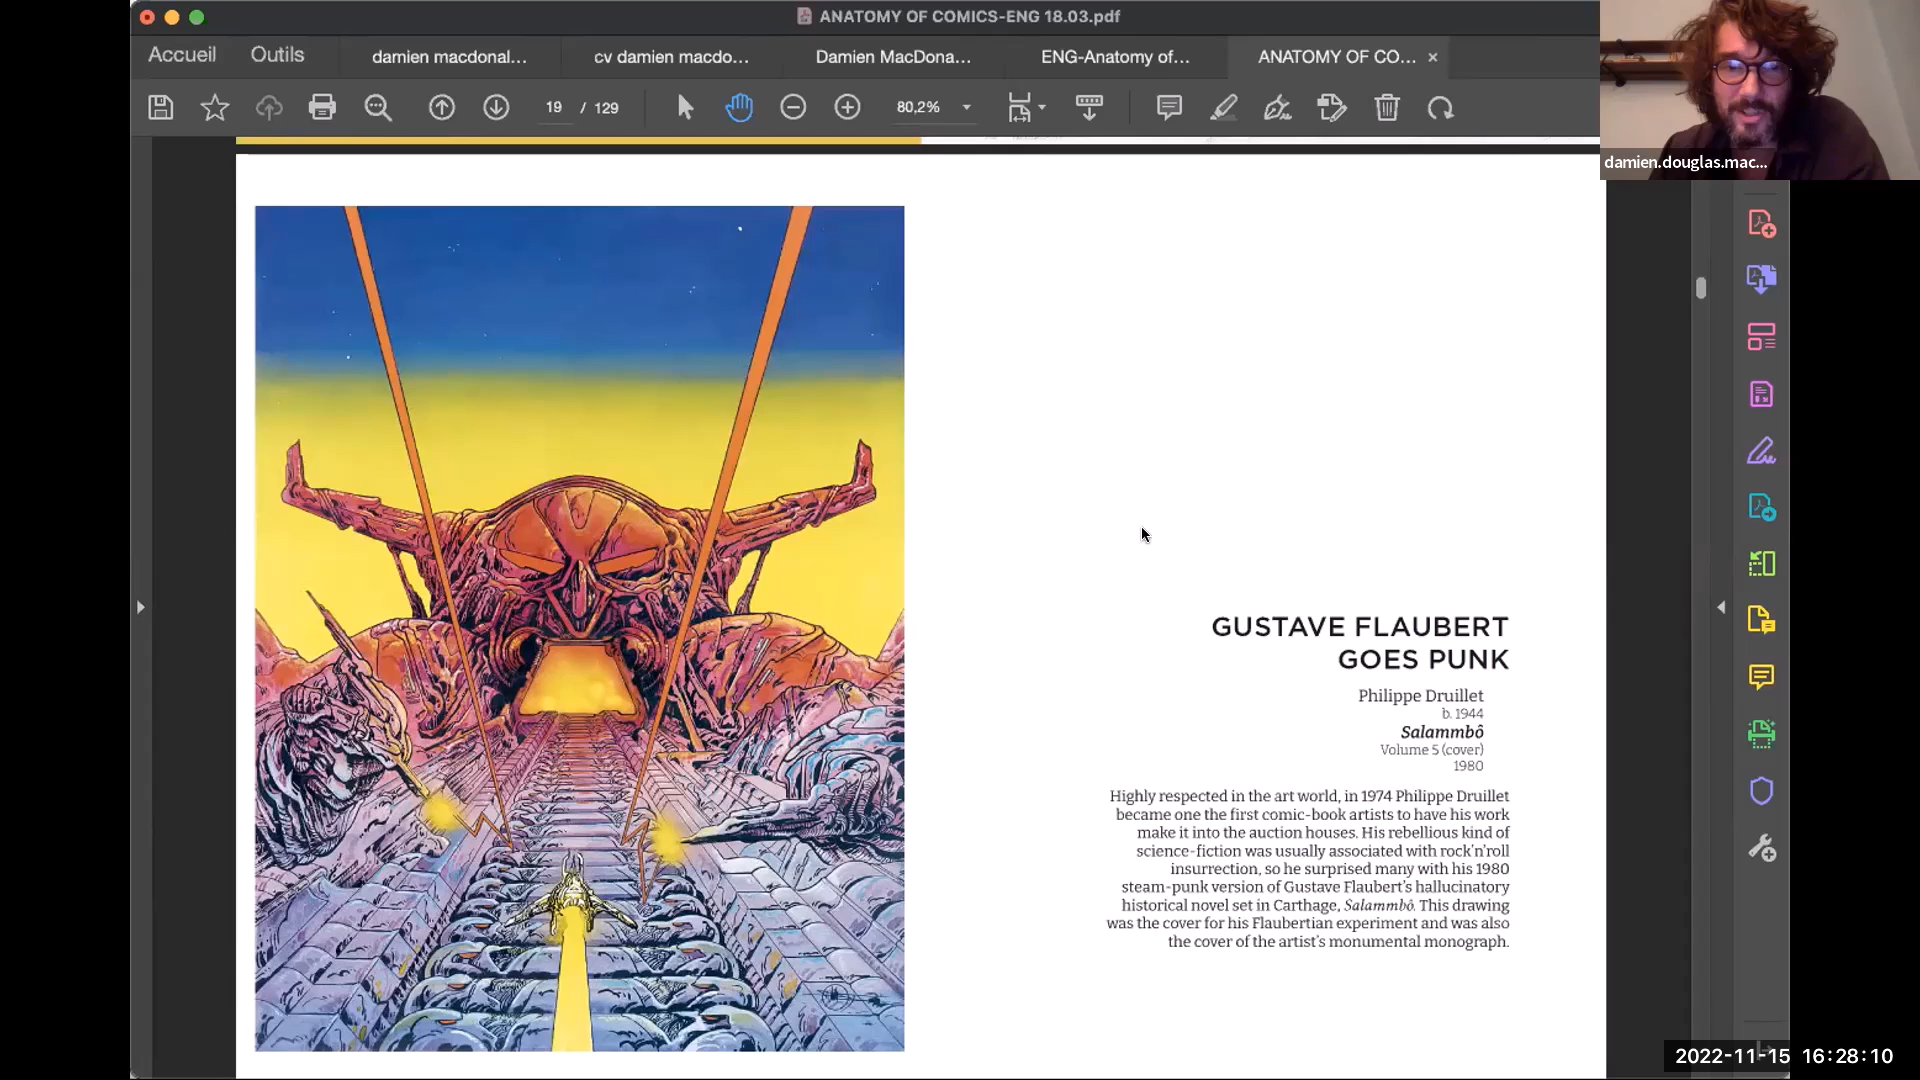 ANATOMY OF COMICS-ENG 18.03.pdf
Accueil
Outils
damien macdonal...
cv damien macdo...
Damien MacDona...
ENG-Anatomy of...
ANATOMY OF CO...
19 / 129
80,2%
damien.douglas.mac...
GUSTAVE FLAUBERT
GOES PUNK
Philippe Druillet
b. 1944
Salammbô
Volume 5 (cover)
1980
Highly respected in the art world, in 1974 Philippe Druillet
became one the first comic-book artists to have his work
make it into the auction houses. His rebellious kind of
science-fiction was usually associated with rock'n'roll
insurrection, so he surprised many with his 1980
steam-punk version of Gustave Flaubert's hallucinatory
historical novel set in Carthage, Salammbô. This drawing
was the cover for his Flaubertian experiment and was also
the cover of the artist's monumental monograph.
2022-11-15 16:28:10